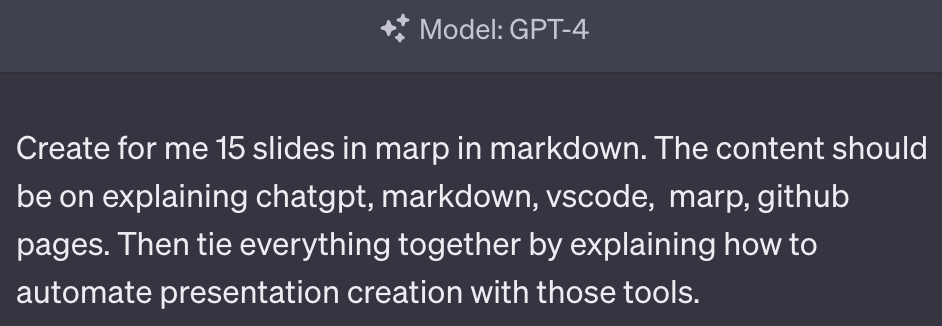 Model: GPT-4
Create for me 15 slides in marp in markdown. The content should
be on explaining chatgpt, markdown, vscode,  marp, github
pages. Then tie everything together by explaining how to
automate presentation creation with those tools.